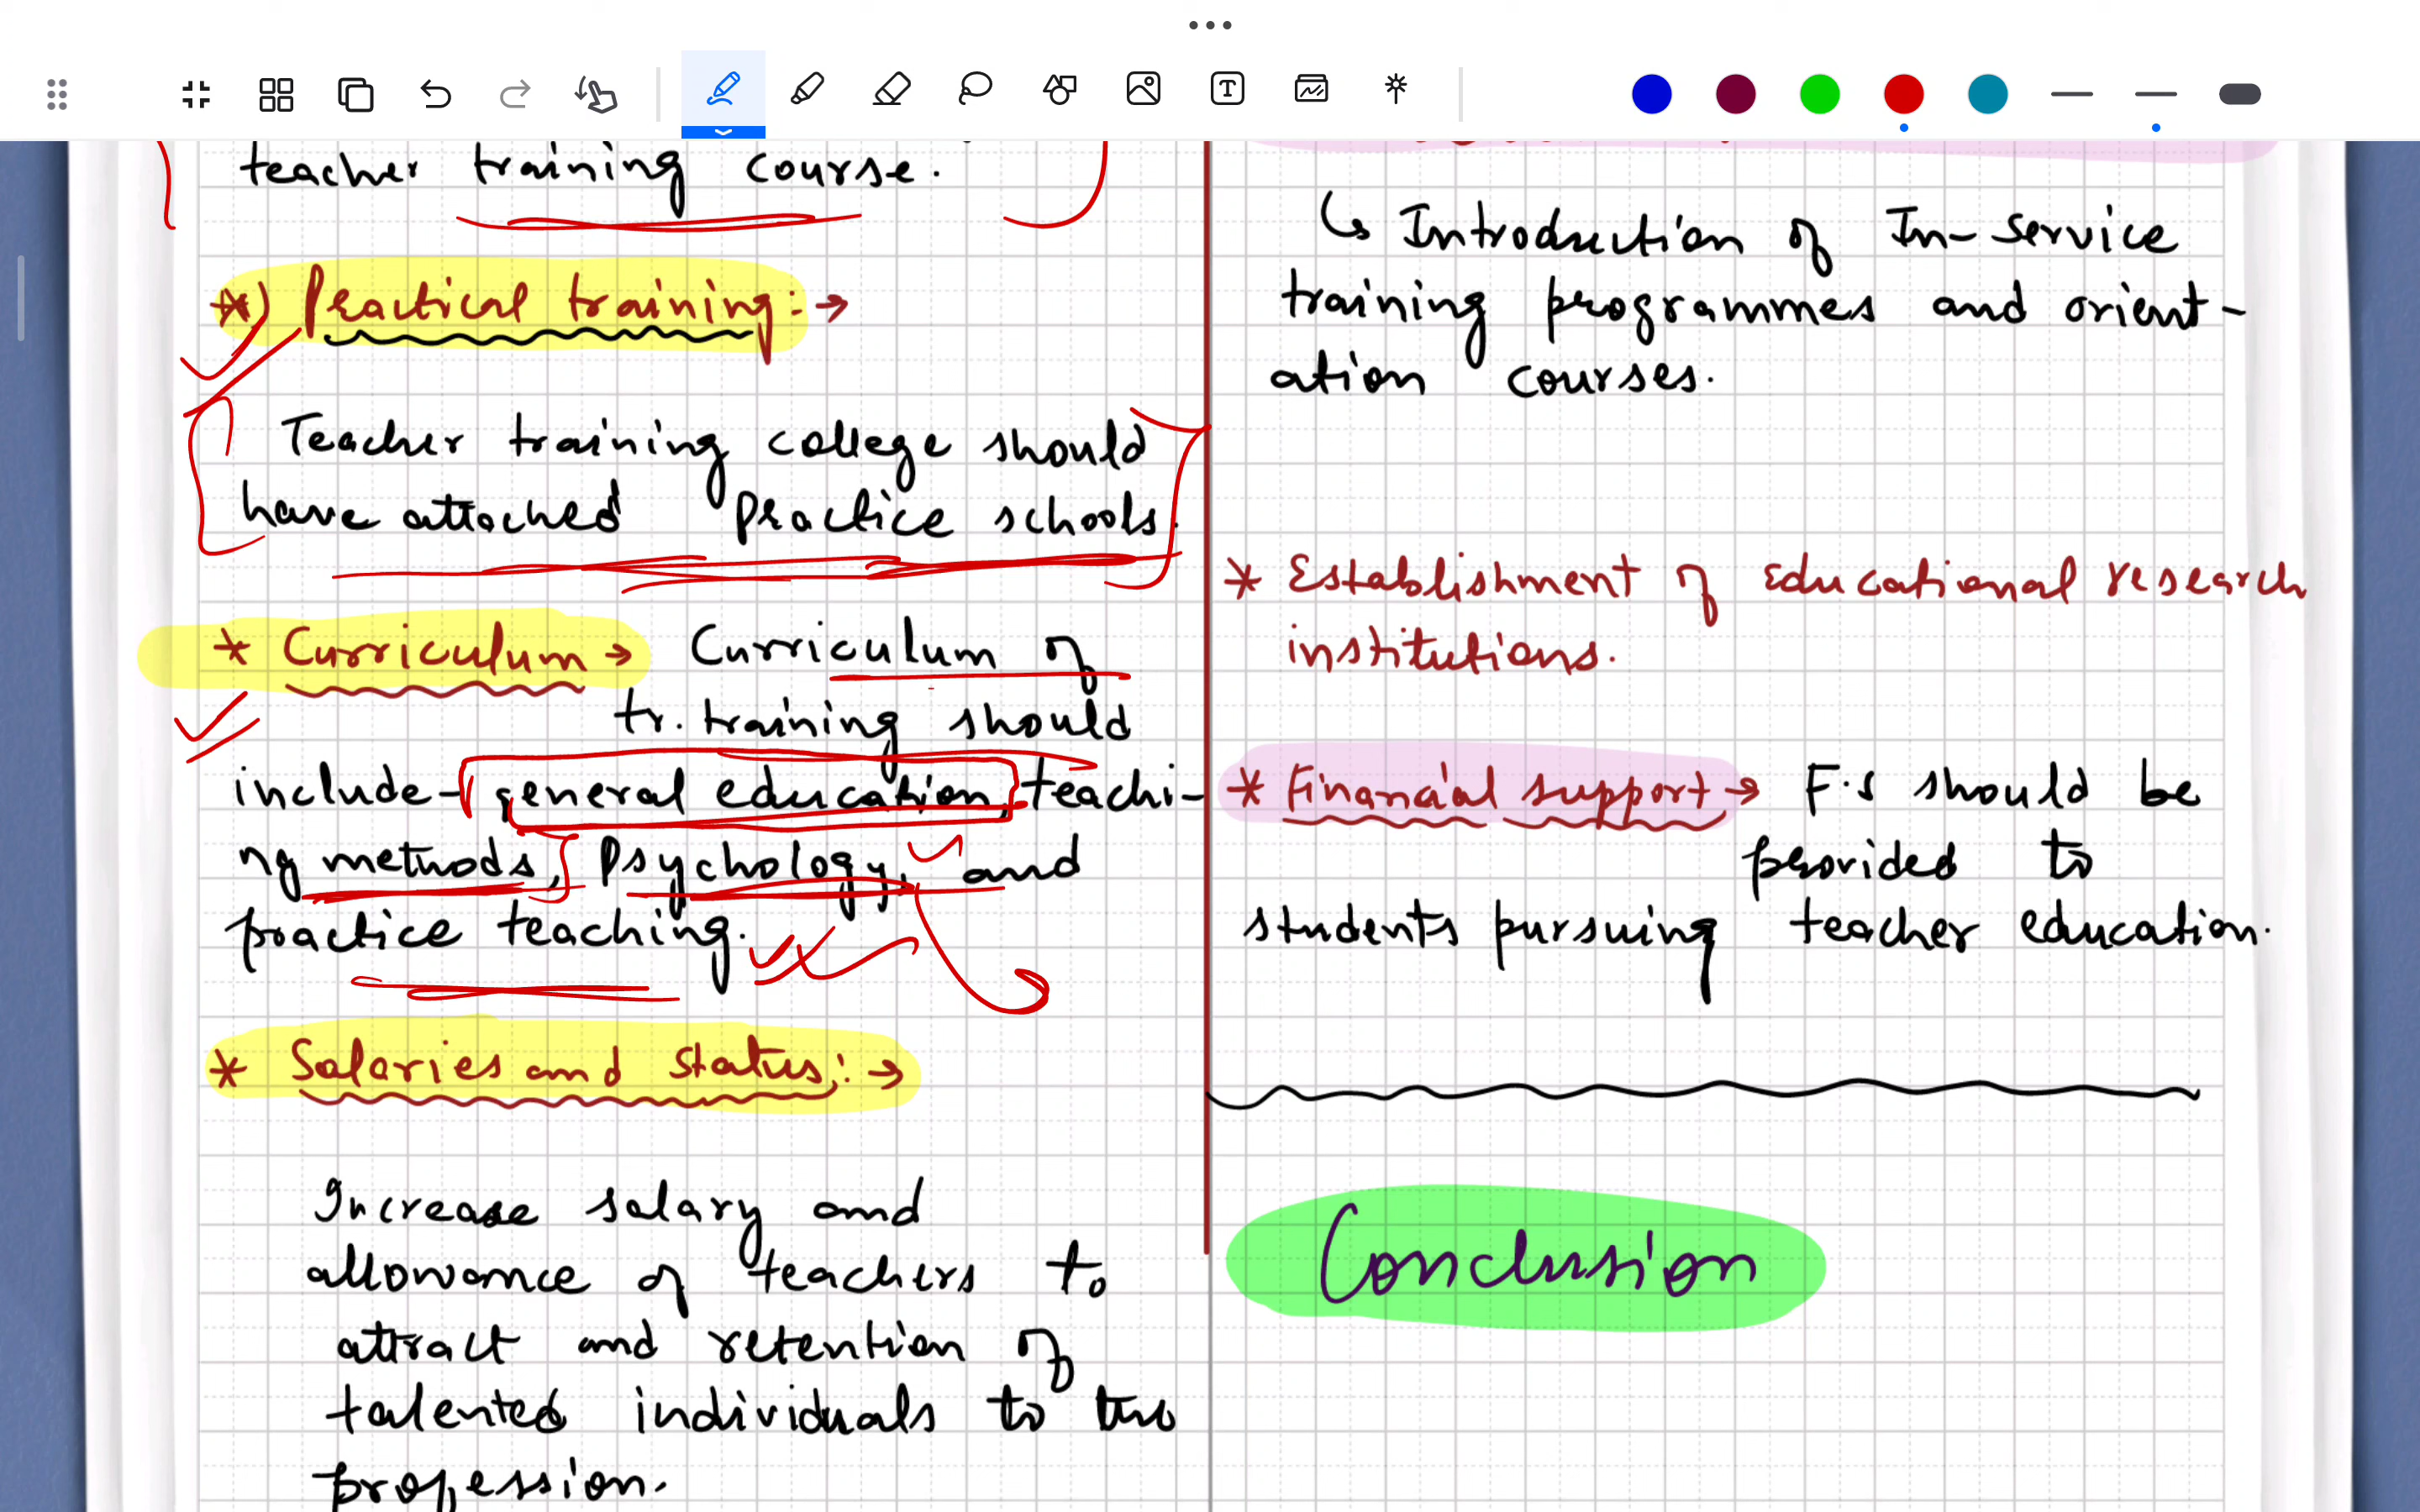 teacher training course.
*) Practical training :→
Teacher training college should
have attached practice schools.
* Curriculum → Curriculum of
tr. training should
include - general education, teachi-
ng methods, Psychology, and
practice teaching.
* Salaries and status :→
Increase salary and
allowance of teachers to
attract and retention of
talented individuals to the
profession.
↳ Introduction of In-service
training programmes and orient-
ation courses.
* Establishment of Educational research
institutions.
* Financial support → F.S should be
provided to
students pursuing teacher education.
Conclusion